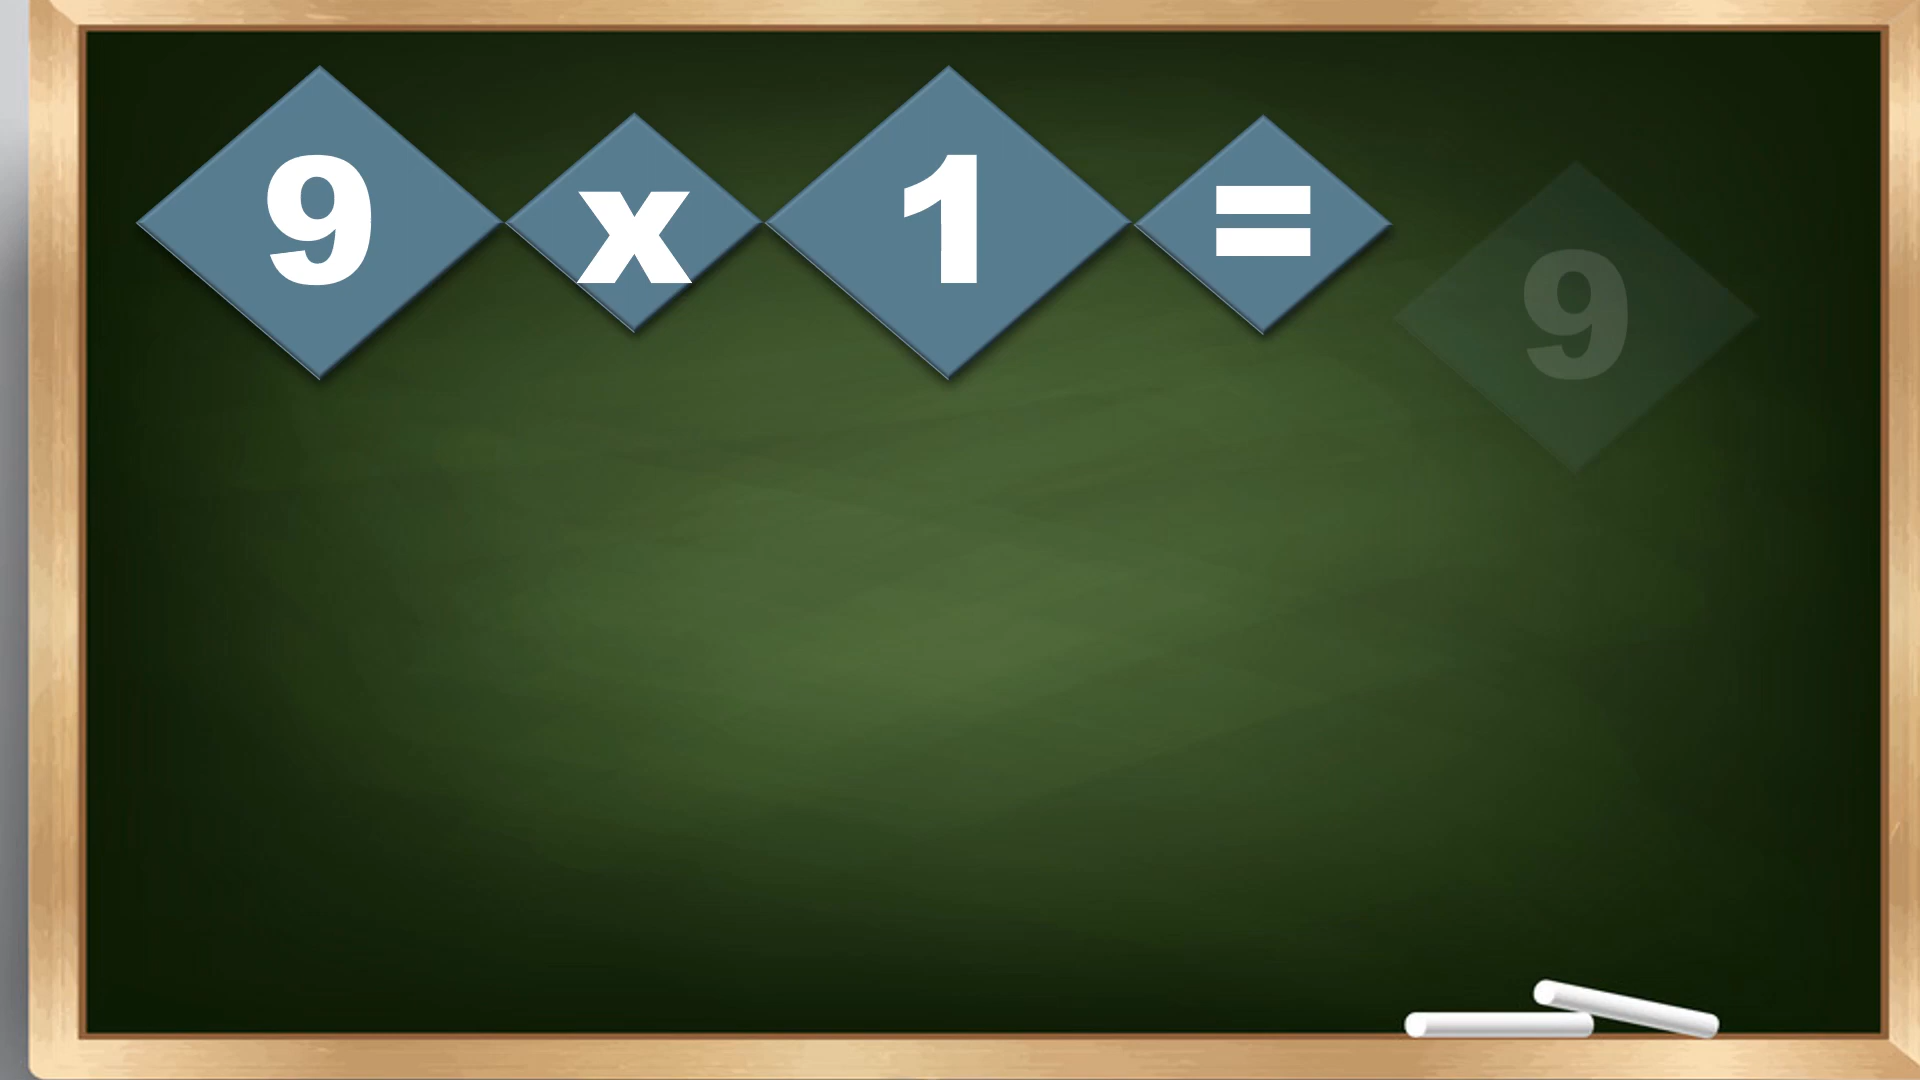 9 x 1 = 9